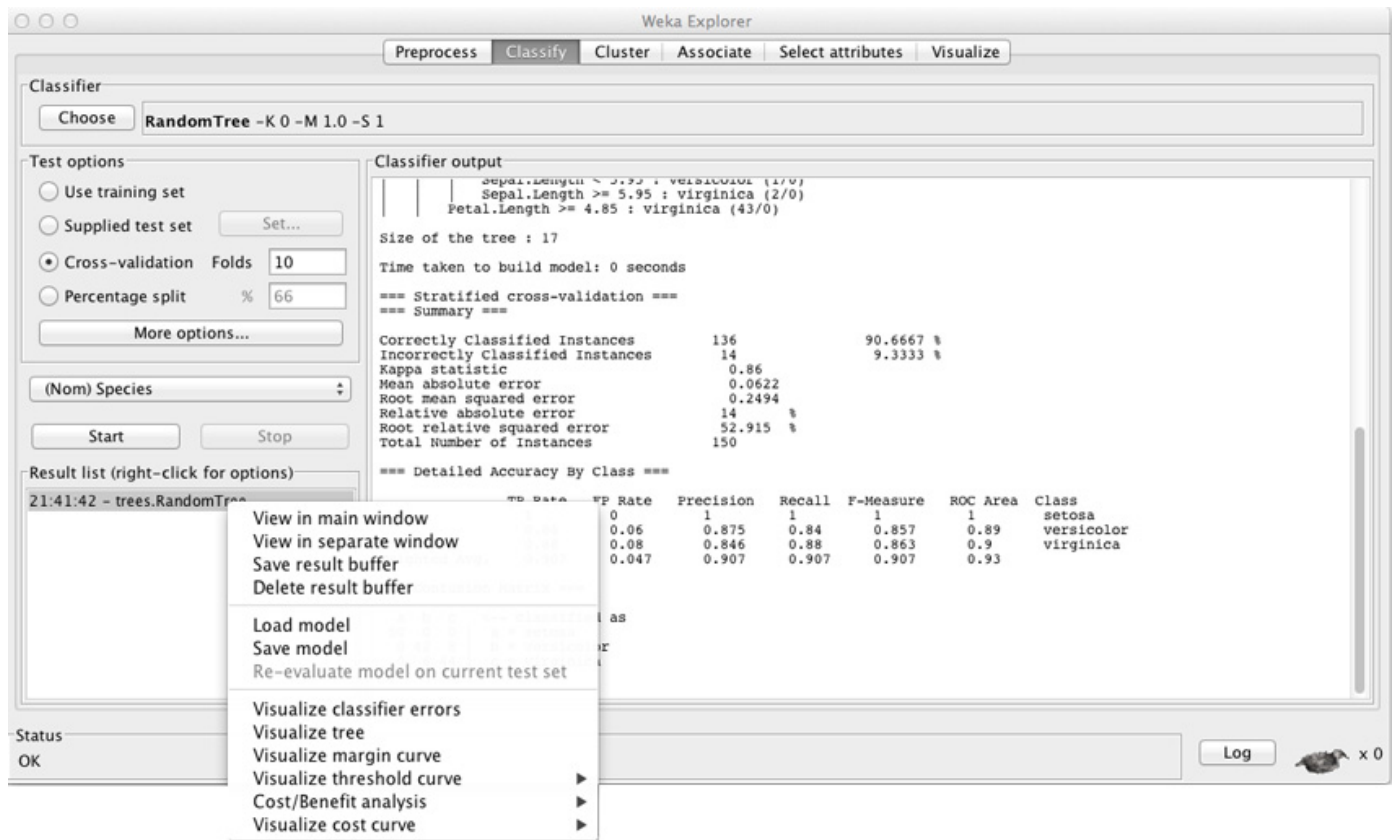 Weka Explorer
Preprocess Classify Cluster Associate Select attributes Visualize
Classifier
Choose RandomTree -K 0 -M 1.0 -S 1
Test options
Use training set
Supplied test set Set...
Cross-validation Folds 10
Percentage split % 66
More options...
(Nom) Species
Start Stop
Result list (right-click for options)
21:41:42 - trees.RandomTree
Classifier output
| | | Sepal.Length < 5.95 : versicolor (1/0)
| | | Sepal.Length >= 5.95 : virginica (2/0)
| | Petal.Length >= 4.85 : virginica (43/0)
Size of the tree : 17
Time taken to build model: 0 seconds
=== Stratified cross-validation ===
=== Summary ===
Correctly Classified Instances 136 90.6667 %
Incorrectly Classified Instances 14 9.3333 %
Kappa statistic 0.86
Mean absolute error 0.0622
Root mean squared error 0.2494
Relative absolute error 14 %
Root relative squared error 52.915 %
Total Number of Instances 150
=== Detailed Accuracy By Class ===
TP Rate FP Rate Precision Recall F-Measure ROC Area Class
0 1 1 1 1 setosa
0.06 0.875 0.84 0.857 0.89 versicolor
0.08 0.846 0.88 0.863 0.9 virginica
0.047 0.907 0.907 0.907 0.93
as
View in main window
View in separate window
Save result buffer
Delete result buffer
Load model
Save model
Re-evaluate model on current test set
Visualize classifier errors
Visualize tree
Visualize margin curve
Visualize threshold curve
Cost/Benefit analysis
Visualize cost curve
Status
OK
Log x 0